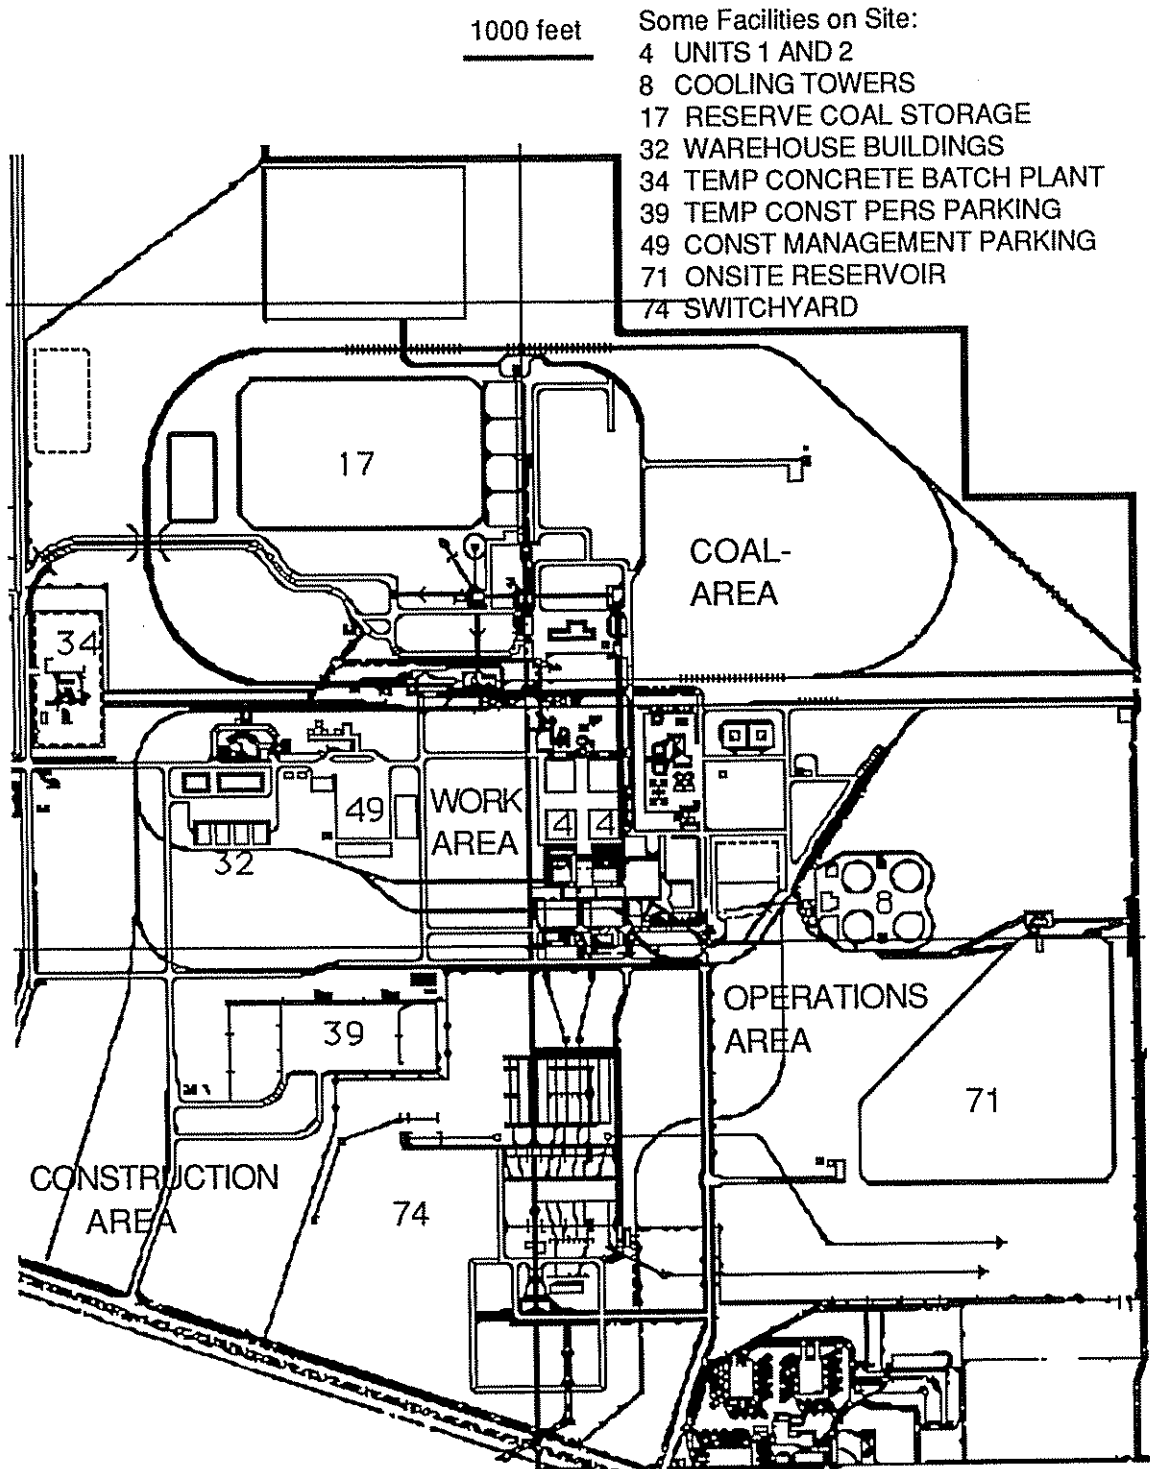 1000 feet
Some Facilities on Site:
4 UNITS 1 AND 2
8 COOLING TOWERS
17 RESERVE COAL STORAGE
32 WAREHOUSE BUILDINGS
34 TEMP CONCRETE BATCH PLANT
39 TEMP CONST PERS PARKING
49 CONST MANAGEMENT PARKING
71 ONSITE RESERVOIR
74 SWITCHYARD
17
COAL-
AREA
34
WORK
AREA
49
4 4
32
8
OPERATIONS
AREA
39
71
CONSTRUCTION
AREA
74